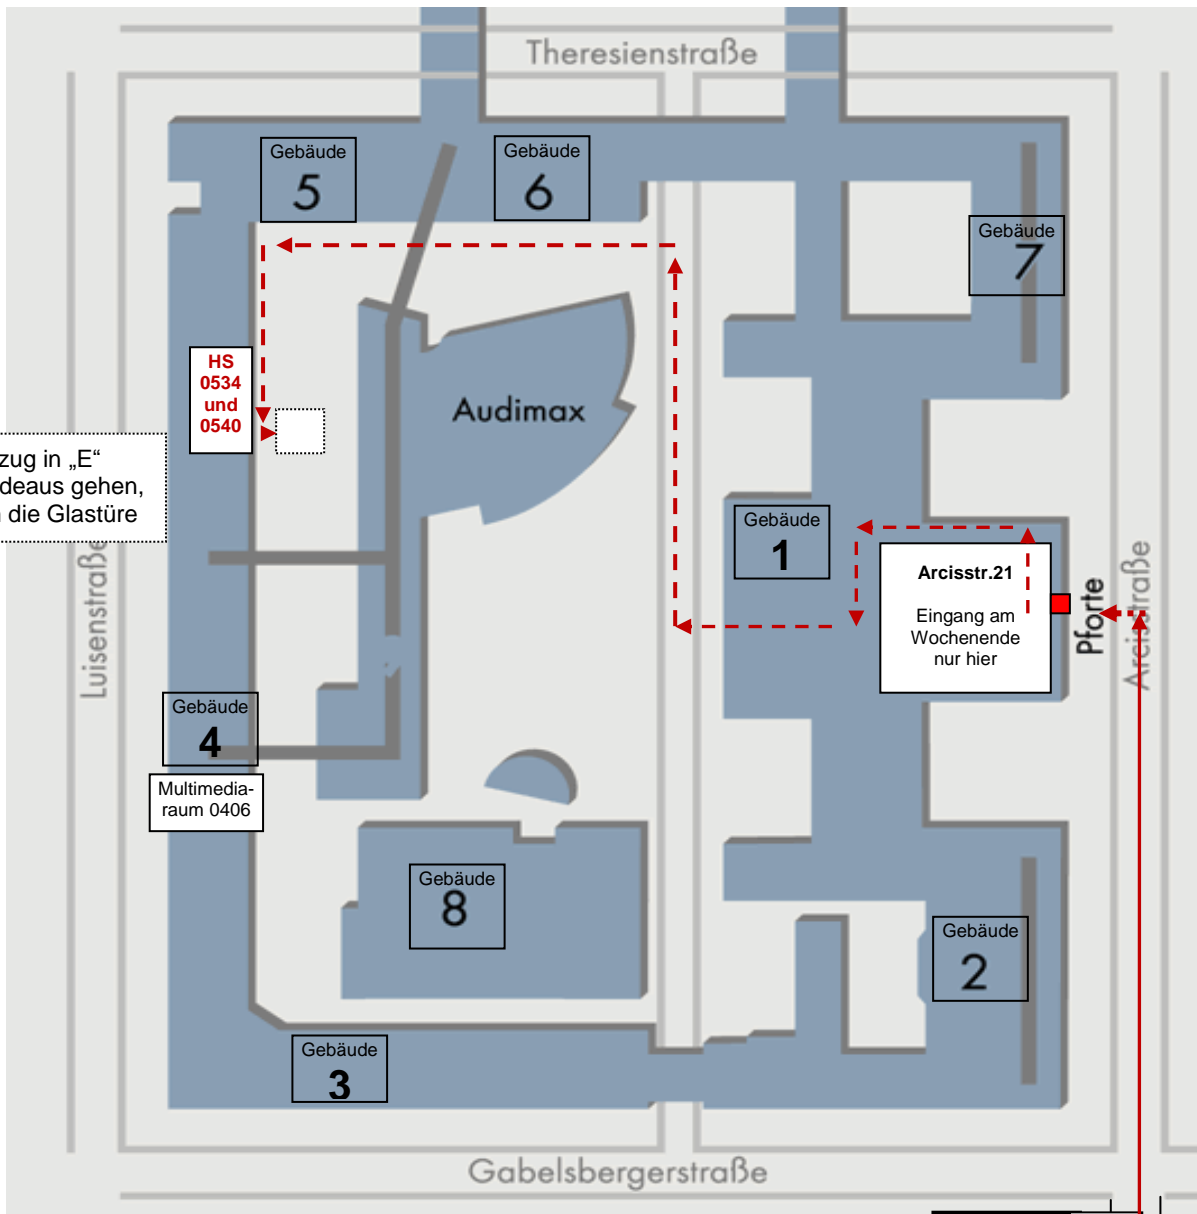 Theresienstraße
Gebäude
5
Gebäude
6
Gebäude
7
HS
0534
und
0540
Audimax
zug in „E“
deaus gehen,
die Glastüre
Luisenstraße
Gebäude
1
Arcisstr.21
Eingang am
Wochenende
nur hier
Pforte
Arcisstraße
Gebäude
4
Multimedia-
raum 0406
Gebäude
8
Gebäude
2
Gebäude
3
Gabelsbergerstraße